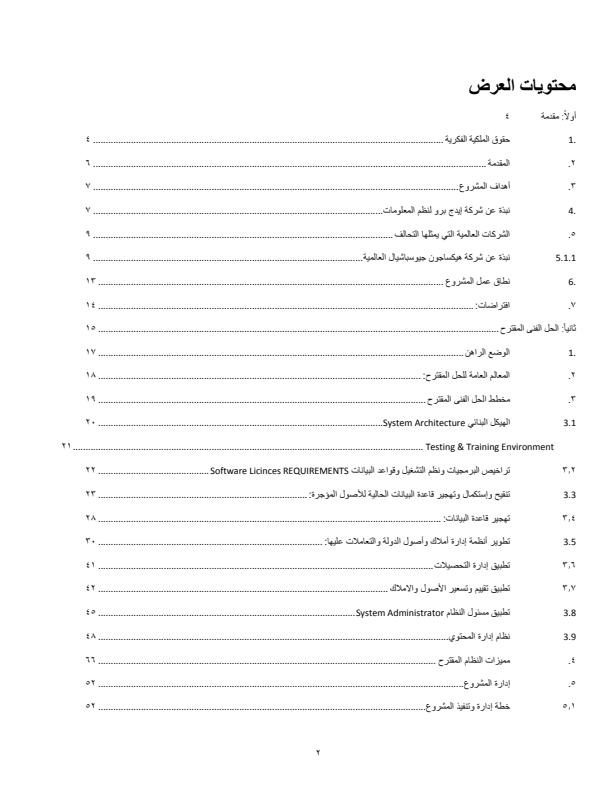 محتويات العرض
أولاً: مقدمة ٤
.1 حقوق الملكية الفكرية ٤
.٢ المقدمة ٦
.٣ أهداف المشروع ٧
.4 نبذة عن شركة إيدج برو لنظم المعلومات ٧
.٥ الشركات العالمية التي يمثلها التحالف ٩
5.1.1 نبذة عن شركة هيكساجون جيوسباشيال العالمية ٩
.6 نطاق عمل المشروع ١٣
.٧ افتراضات: ١٤
ثانياً: الحل الفنى المقترح ١٥
.1 الوضع الراهن ١٧
.٢ المعالم العامة للحل المقترح: ١٨
.٣ مخطط الحل الفنى المقترح ١٩
3.1 الهيكل البنائي System Architecture ٢٠
Testing & Training Environment ٢١
٣,٢ تراخيص البرمجيات ونظم التشغيل وقواعد البيانات Software Licinces REQUIREMENTS ٢٢
3.3 تنقيح وإستكمال وتهجير قاعدة البيانات الحالية للأصول المؤجرة: ٢٣
٣,٤ تهجير قاعدة البيانات: ٢٨
3.5 تطوير أنظمة إدارة أملاك وأصول الدولة والتعاملات عليها: ٣٠
٣,٦ تطبيق إدارة التحصيلات ٤١
٣,٧ تطبيق تقييم وتسعير الأصول والاملاك ٤٢
3.8 تطبيق مسئول النظام System Administrator ٤٥
3.9 نظام إدارة المحتوي ٤٨
.٤ مميزات النظام المقترح ٦٦
.٥ إدارة المشروع ٥٢
٥,١ خطة إدارة وتنفيذ المشروع ٥٢
٢